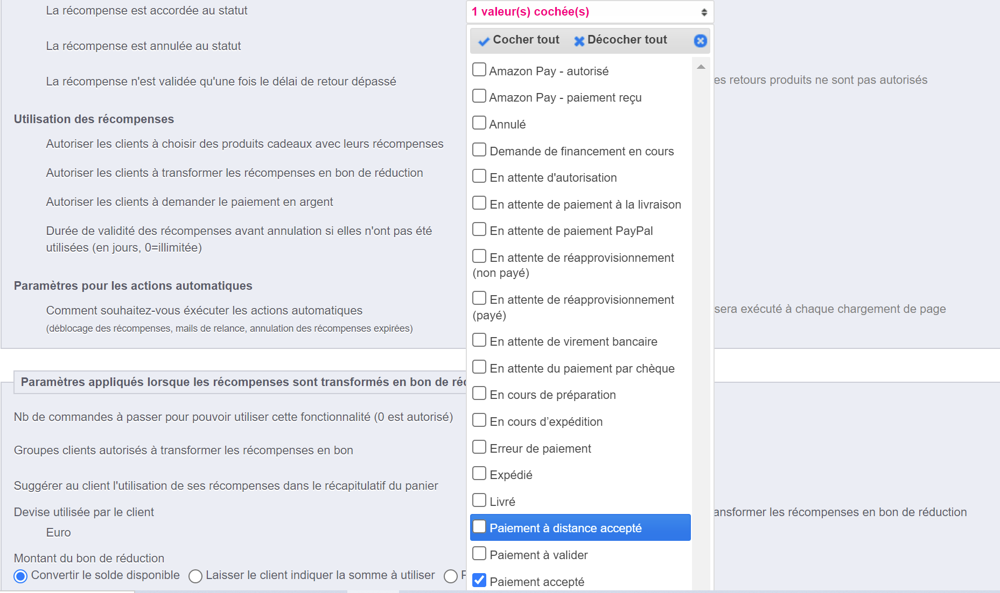 La récompense est accordée au statut
1 valeur(s) cochée(s)
Cocher tout Décocher tout
La récompense est annulée au statut
La récompense n'est validée qu'une fois le délai de retour dépassé
es retours produits ne sont pas autorisés
Utilisation des récompenses
Autoriser les clients à choisir des produits cadeaux avec leurs récompenses
Autoriser les clients à transformer les récompenses en bon de réduction
Autoriser les clients à demander le paiement en argent
Durée de validité des récompenses avant annulation si elles n'ont pas été
utilisées (en jours, 0=illimitée)
Paramètres pour les actions automatiques
Comment souhaitez-vous éxécuter les actions automatiques
(déblocage des récompenses, mails de relance, annulation des récompenses expirées)
sera exécuté à chaque chargement de page
Paramètres appliqués lorsque les récompenses sont transformés en bon de
Nb de commandes à passer pour pouvoir utiliser cette fonctionnalité (0 est autorisé)
Groupes clients autorisés à transformer les récompenses en bon
Suggérer au client l'utilisation de ses récompenses dans le récapitulatif du panier
Devise utilisée par le client
ansformer les récompenses en bon de réduction
Euro
Montant du bon de réduction
Convertir le solde disponible Laisser le client indiquer la somme à utiliser
Amazon Pay - autorisé
Amazon Pay - paiement reçu
Annulé
Demande de financement en cours
En attente d'autorisation
En attente de paiement à la livraison
En attente de paiement PayPal
En attente de réapprovisionnement
(non payé)
En attente de réapprovisionnement
(payé)
En attente de virement bancaire
En attente du paiement par chèque
En cours de préparation
En cours d’expédition
Erreur de paiement
Expédié
Livré
Paiement à distance accepté
Paiement à valider
Paiement accepté